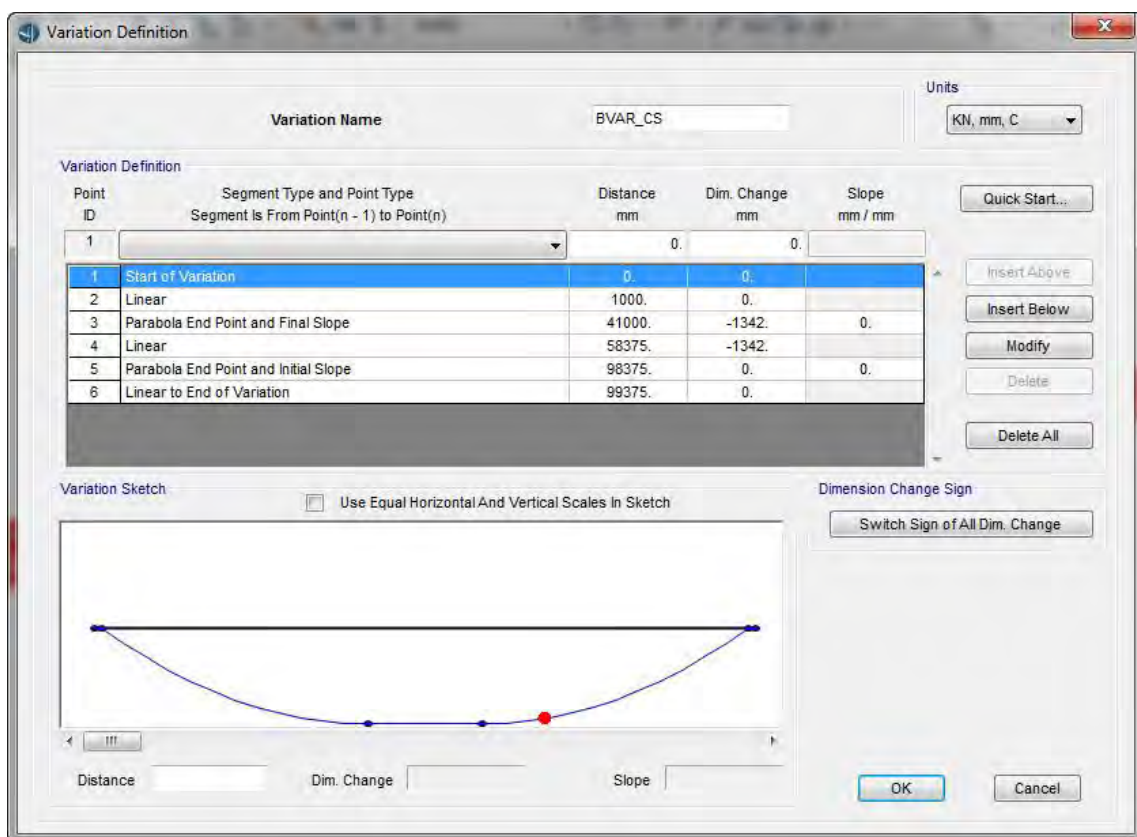 Variation Definition
Units
Variation Name BVAR_CS KN, mm, C
Variation Definition
Point Segment Type and Point Type Distance Dim. Change Slope
ID Segment Is From Point(n - 1) to Point(n) mm mm mm / mm
Quick Start...
1 0. 0.
1 Start of Variation 0. 0.
2 Linear 1000. 0.
3 Parabola End Point and Final Slope 41000. -1342. 0.
4 Linear 58375. -1342.
5 Parabola End Point and Initial Slope 98375. 0. 0.
6 Linear to End of Variation 99375. 0.
Insert Above
Insert Below
Modify
Delete
Delete All
Variation Sketch
Use Equal Horizontal And Vertical Scales In Sketch
Dimension Change Sign
Switch Sign of All Dim. Change
Distance Dim. Change Slope
OK Cancel